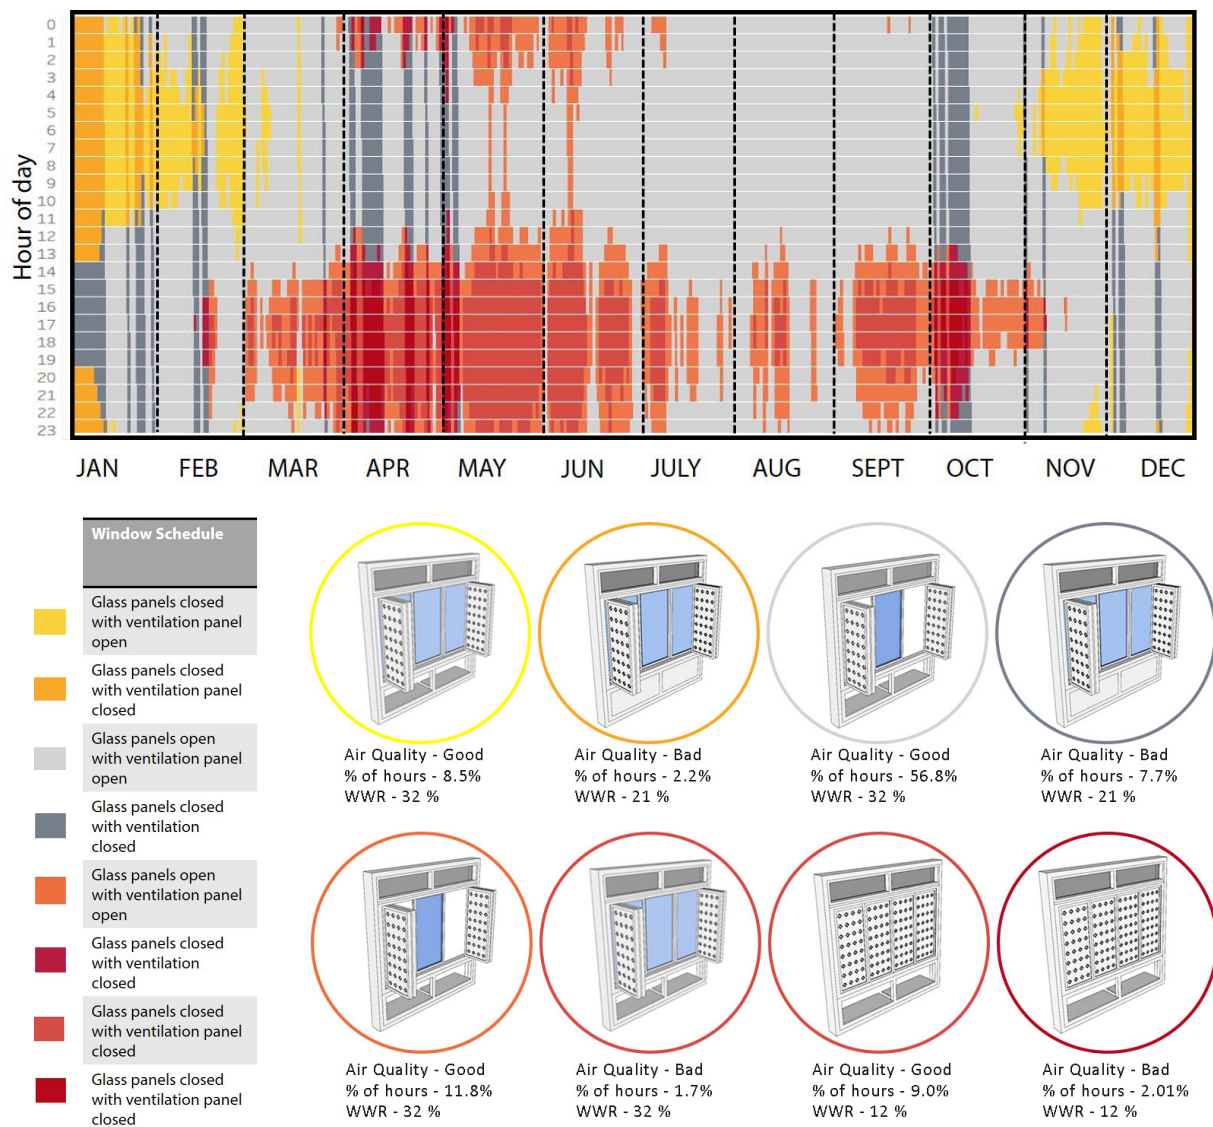 Hour of day
0
1
2
3
4
5
6
7
8
9
10
11
12
13
14
15
16
17
18
19
20
21
22
23
JAN FEB MAR APR MAY JUN JULY AUG SEPT OCT NOV DEC
Window Schedule
Glass panels closed
with ventilation panel
open
Glass panels closed
with ventilation panel
closed
Glass panels open
with ventilation panel
open
Glass panels closed
with ventilation
closed
Glass panels open
with ventilation panel
open
Glass panels closed
with ventilation
closed
Glass panels closed
with ventilation panel
closed
Glass panels closed
with ventilation panel
closed
Air Quality - Good
% of hours - 8.5%
WWR - 32 %
Air Quality - Bad
% of hours - 2.2%
WWR - 21 %
Air Quality - Good
% of hours - 56.8%
WWR - 32 %
Air Quality - Bad
% of hours - 7.7%
WWR - 21 %
Air Quality - Good
% of hours - 11.8%
WWR - 32 %
Air Quality - Bad
% of hours - 1.7%
WWR - 32 %
Air Quality - Good
% of hours - 9.0%
WWR - 12 %
Air Quality - Bad
% of hours - 2.01%
WWR - 12 %